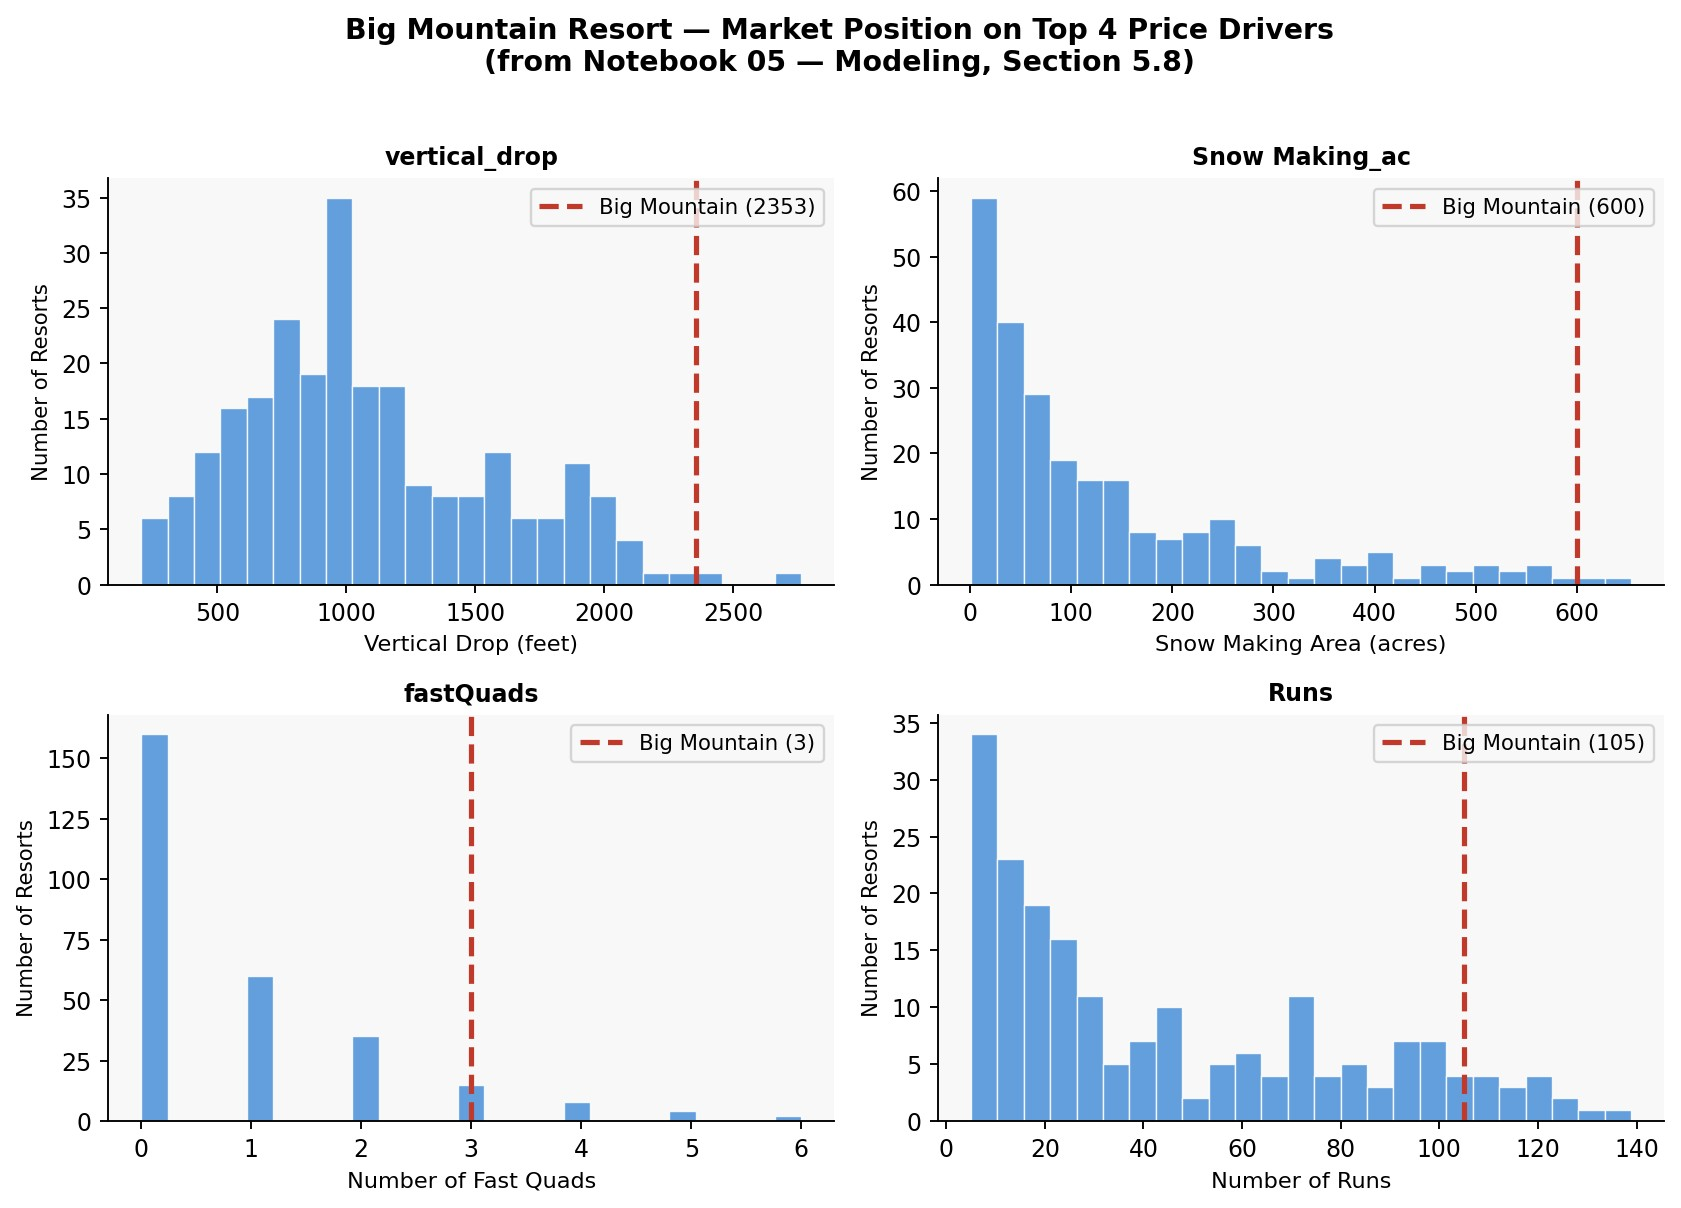 Big Mountain Resort — Market Position on Top 4 Price Drivers
(from Notebook 05 — Modeling, Section 5.8)
vertical_drop
Big Mountain (2353)
Number of Resorts
35
30
25
20
15
10
5
0
500 1000 1500 2000 2500
Vertical Drop (feet)
Snow Making_ac
Big Mountain (600)
Number of Resorts
60
50
40
30
20
10
0
0 100 200 300 400 500 600
Snow Making Area (acres)
fastQuads
Big Mountain (3)
Number of Resorts
150
125
100
75
50
25
0
0 1 2 3 4 5 6
Number of Fast Quads
Runs
Big Mountain (105)
Number of Resorts
35
30
25
20
15
10
5
0
0 20 40 60 80 100 120 140
Number of Runs